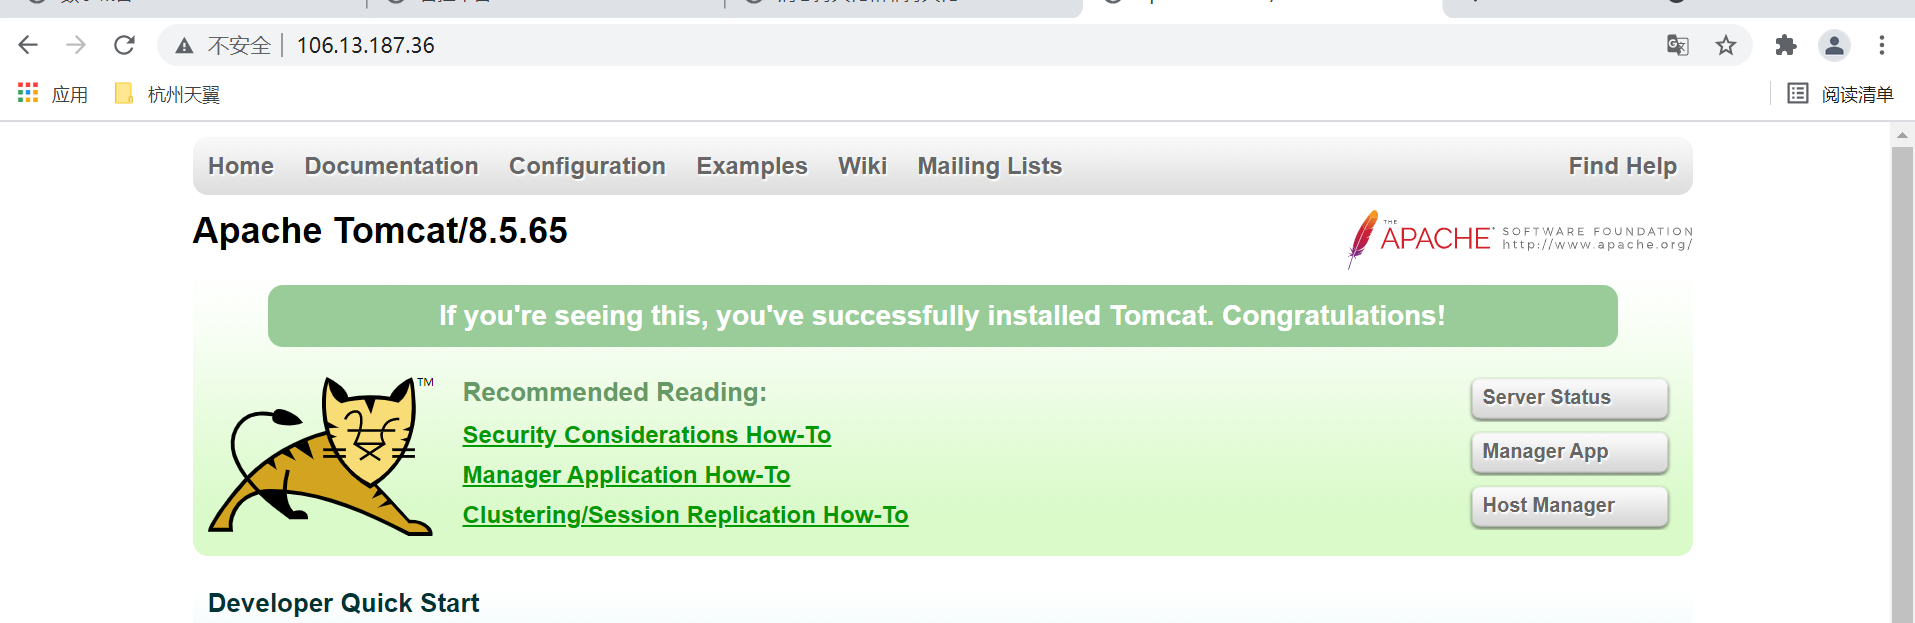 不安全 106.13.187.36
应用 杭州天翼 阅读清单
Home Documentation Configuration Examples Wiki Mailing Lists Find Help
Apache Tomcat/8.5.65
THE
APACHE SOFTWARE FOUNDATION
http://www.apache.org/
If you're seeing this, you've successfully installed Tomcat. Congratulations!
TM
Recommended Reading:
Security Considerations How-To
Manager Application How-To
Clustering/Session Replication How-To
Server Status
Manager App
Host Manager
Developer Quick Start